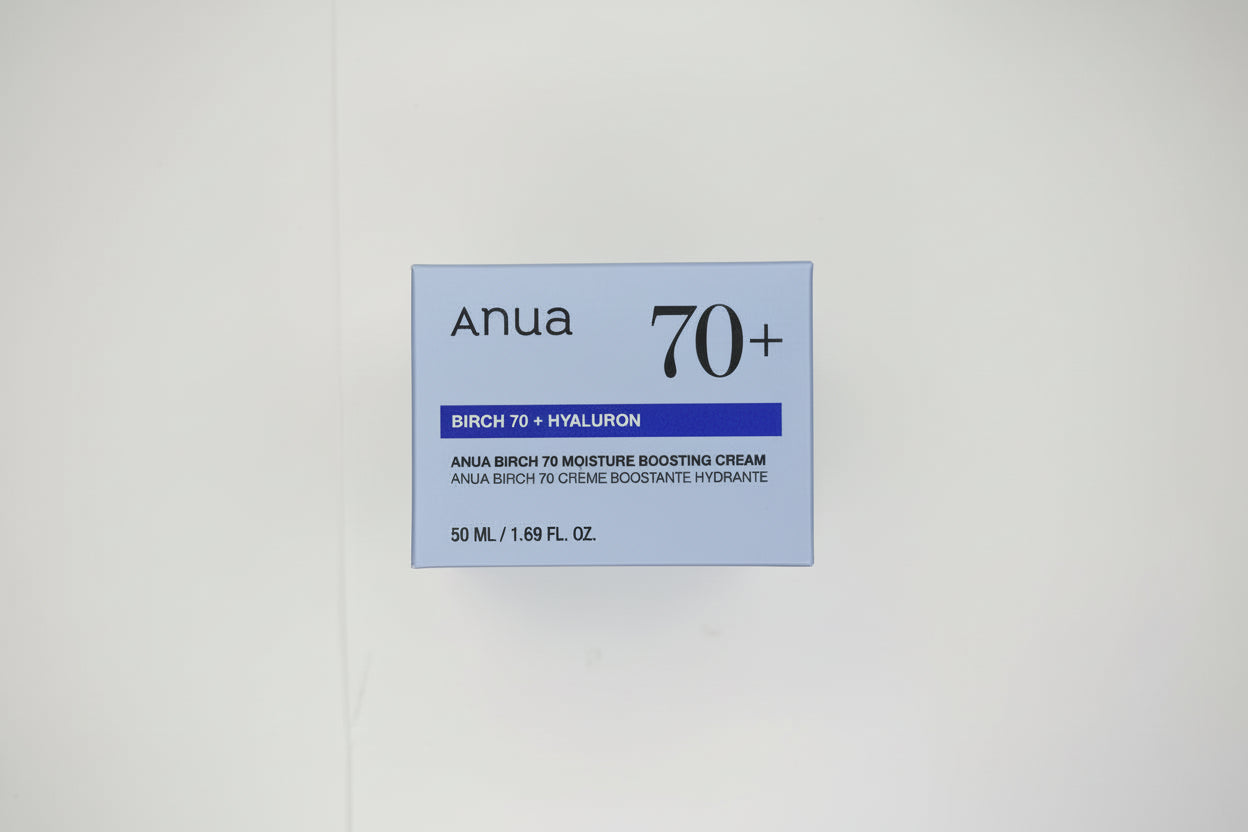 Anua
70+
BIRCH 70 + HYALURON
ANUA BIRCH 70 MOISTURE BOOSTING CREAM
ANUA BIRCH 70 CRÈME BOOSTANTE HYDRANTE
50 ML / 1.69 FL. OZ.